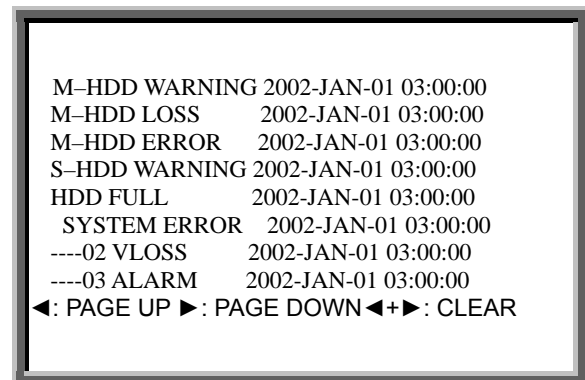 M–HDD WARNING 2002-JAN-01 03:00:00
M–HDD LOSS 2002-JAN-01 03:00:00
M–HDD ERROR 2002-JAN-01 03:00:00
S–HDD WARNING 2002-JAN-01 03:00:00
HDD FULL 2002-JAN-01 03:00:00
SYSTEM ERROR 2002-JAN-01 03:00:00
----02 VLOSS 2002-JAN-01 03:00:00
----03 ALARM 2002-JAN-01 03:00:00
◄: PAGE UP ►: PAGE DOWN◄+►: CLEAR